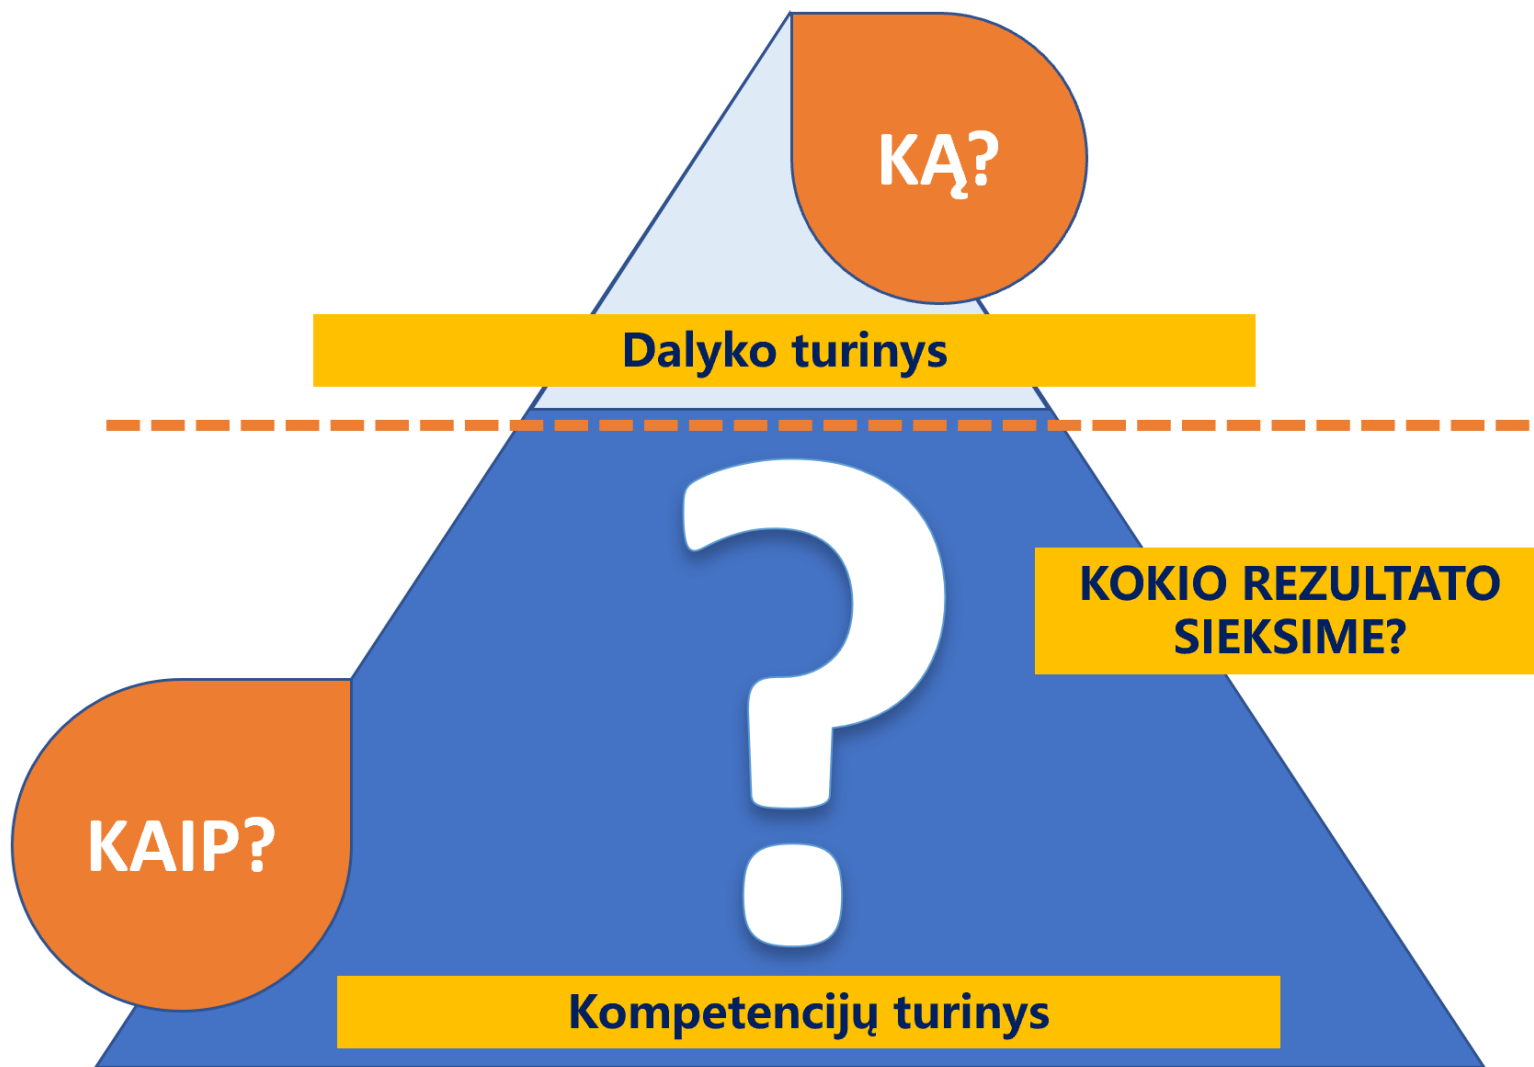 KĄ?
Dalyko turinys
?
KOKIO REZULTATO
SIEKSIME?
KAIP?
Kompetencijų turinys